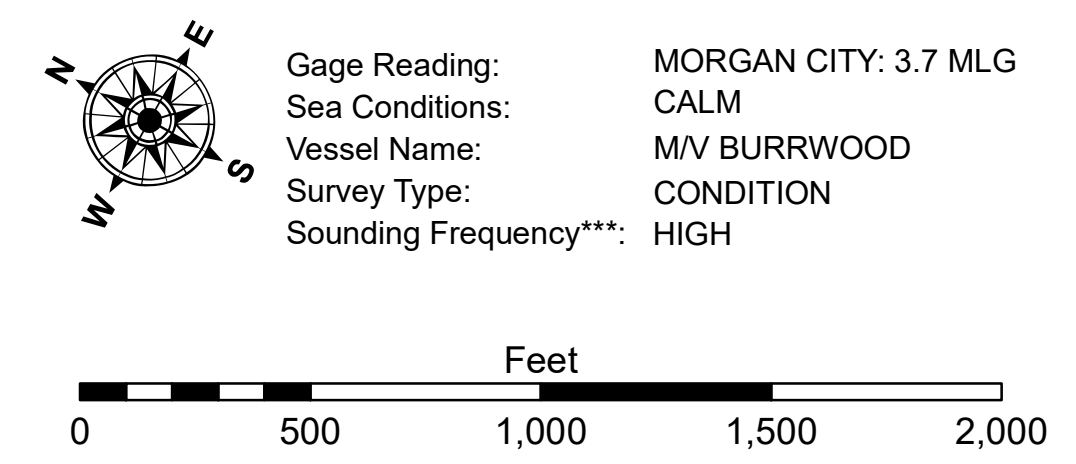 N
E
S
W
Gage Reading: MORGAN CITY: 3.7 MLG
Sea Conditions: CALM
Vessel Name: M/V BURRWOOD
Survey Type: CONDITION
Sounding Frequency***: HIGH
Feet
0 500 1,000 1,500 2,000